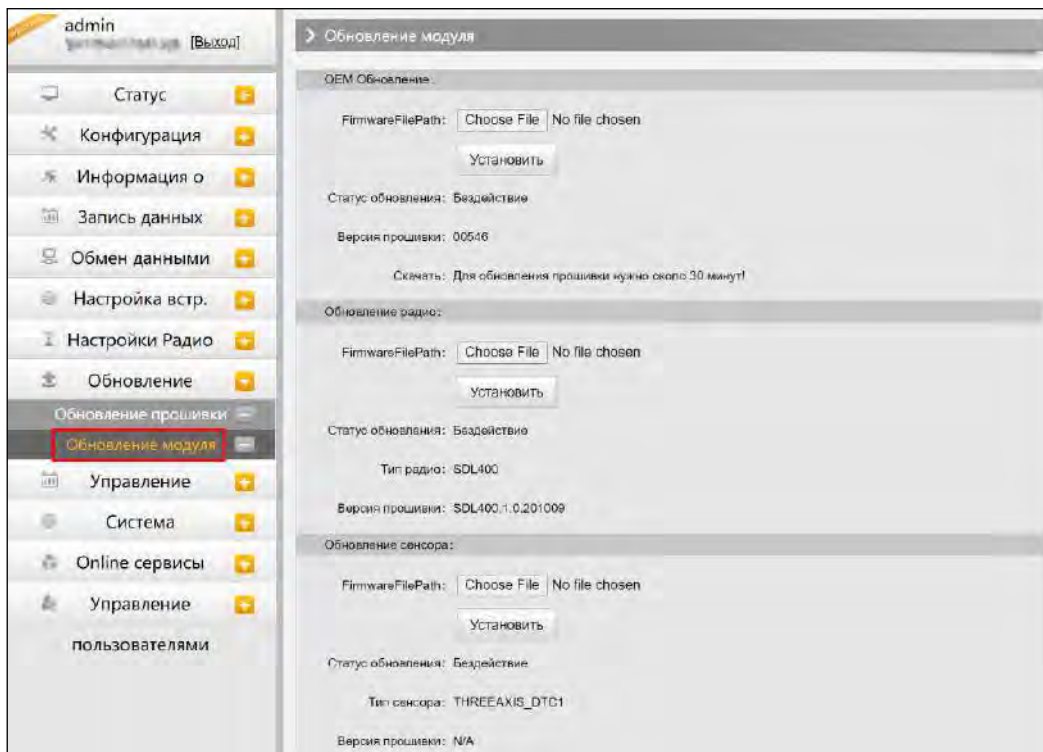 admin
[Выход]
Статус
Конфигурация
Информация о
Запись данных
Обмен данными
Настройка встр.
Настройки Радио
Обновление
Обновление прошивки
Обновление модуля
Управление
Система
Online сервисы
Управление
пользователями
Обновление модуля
OEM Обновление:
FirmwareFilePath: Choose File No file chosen
Установить
Статус обновления: Бездействие
Версия прошивки: 00546
Скачать: Для обновления прошивки нужно около 30 минут!
Обновление радио:
FirmwareFilePath: Choose File No file chosen
Установить
Статус обновления: Бездействие
Тип радио: SDL400
Версия прошивки: SDL400.1.0.201009
Обновление сенсора:
FirmwareFilePath: Choose File No file chosen
Установить
Статус обновления: Бездействие
Тип сенсора: THREEAXIS_DTC1
Версия прошивки: N/A